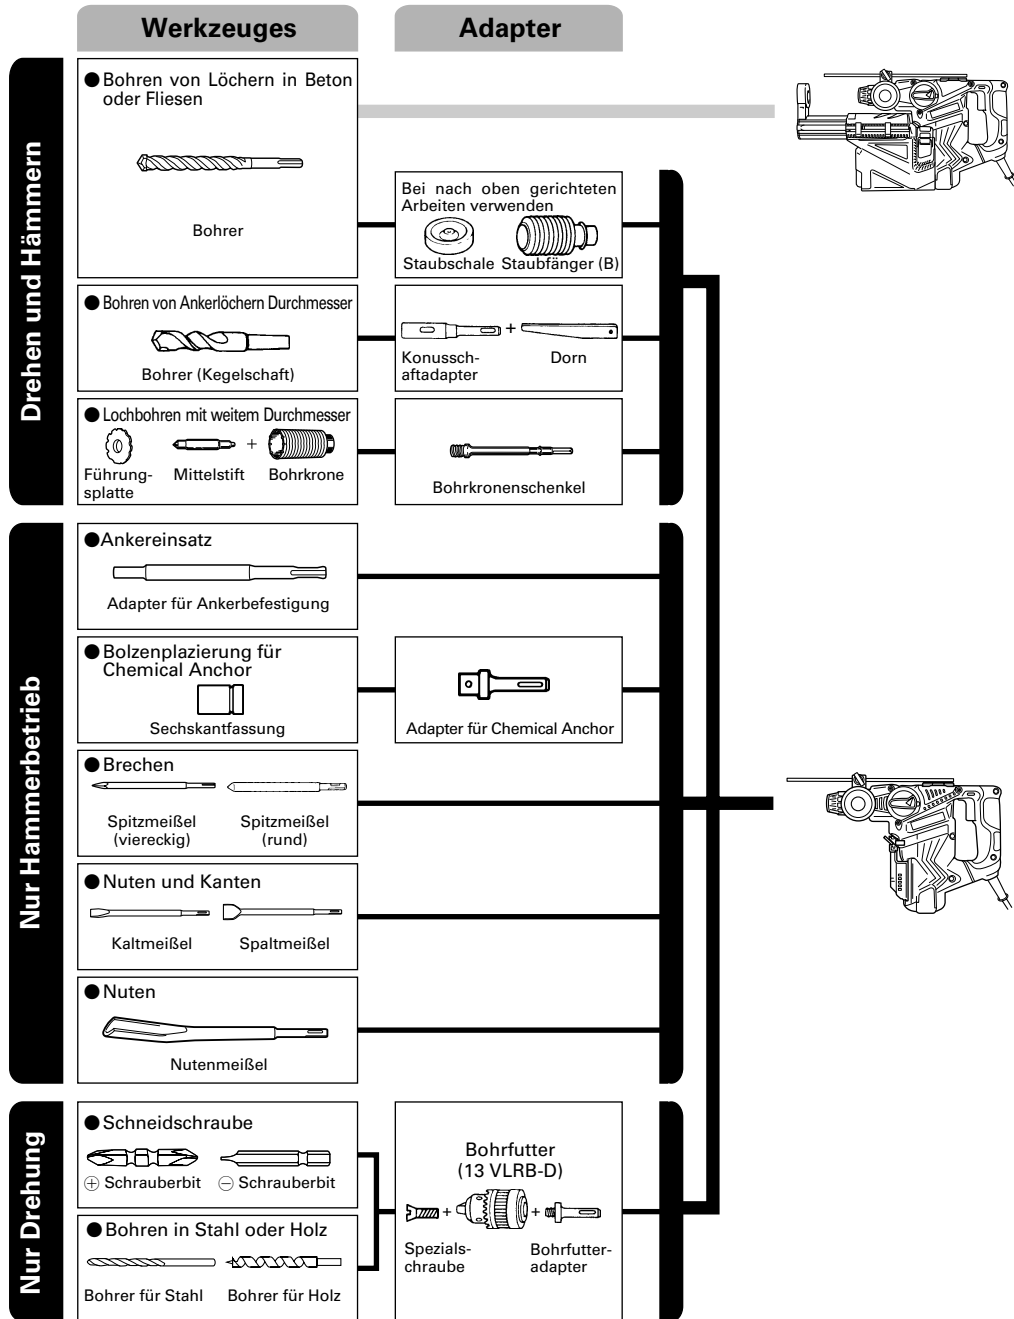 Werkzeuges
Adapter
Drehen und Hämmern
● Bohren von Löchern in Beton
oder Fliesen
Bohrer
Bei nach oben gerichteten
Arbeiten verwenden
Staubschale Staubfänger (B)
● Bohren von Ankerlöchern Durchmesser
Bohrer (Kegelschaft)
+
Konussch-
aftadapter
Dorn
● Lochbohren mit weitem Durchmesser
+
Führung-
splatte
Mittelstift
Bohrkrone
Bohrkronenschenkel
Nur Hammerbetrieb
●Ankereinsatz
Adapter für Ankerbefestigung
● Bolzenplazierung für
Chemical Anchor
Sechskantfassung
Adapter für Chemical Anchor
● Brechen
Spitzmeißel
(viereckig)
Spitzmeißel
(rund)
● Nuten und Kanten
Kaltmeißel
Spaltmeißel
● Nuten
Nutenmeißel
Nur Drehung
● Schneidschraube
⊕ Schrauberbit
⊖ Schrauberbit
● Bohren in Stahl oder Holz
Bohrer für Stahl
Bohrer für Holz
Bohrfutter
(13 VLRB-D)
+ +
Spezials-
chraube
Bohrfutter-
adapter